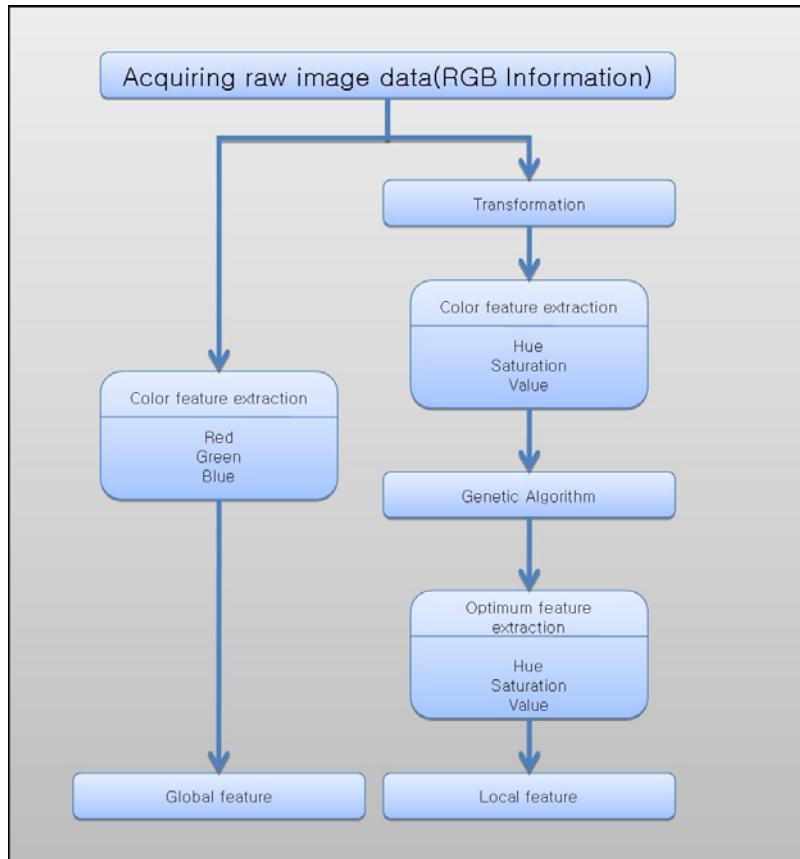 Acquiring raw image data(RGB Information)
Transformation
Color feature extraction
Hue
Saturation
Value
Color feature extraction
Red
Green
Blue
Genetic Algorithm
Optimum feature
extraction
Hue
Saturation
Value
Global feature
Local feature